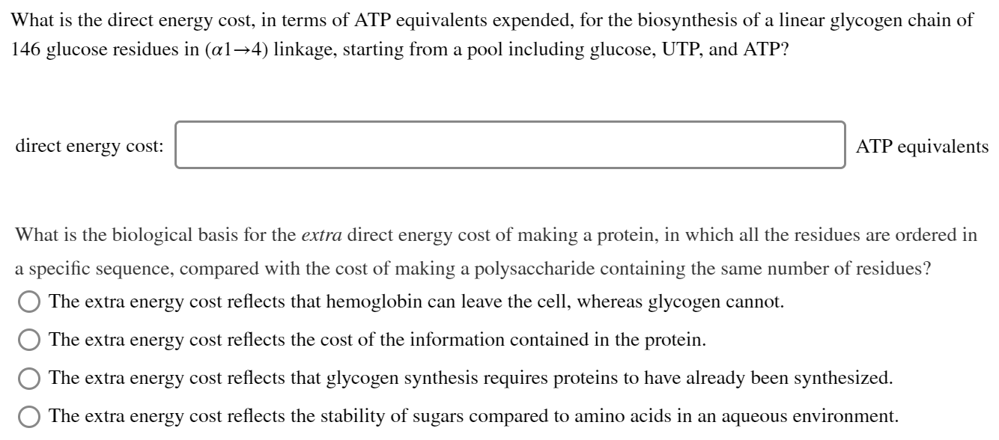 What is the direct energy cost, in terms of ATP equivalents expended, for the biosynthesis of a linear glycogen chain of
146 glucose residues in (α1→4) linkage, starting from a pool including glucose, UTP, and ATP?
direct energy cost:
ATP equivalents
What is the biological basis for the extra direct energy cost of making a protein, in which all the residues are ordered in
a specific sequence, compared with the cost of making a polysaccharide containing the same number of residues?
The extra energy cost reflects that hemoglobin can leave the cell, whereas glycogen cannot.
The extra energy cost reflects the cost of the information contained in the protein.
The extra energy cost reflects that glycogen synthesis requires proteins to have already been synthesized.
The extra energy cost reflects the stability of sugars compared to amino acids in an aqueous environment.